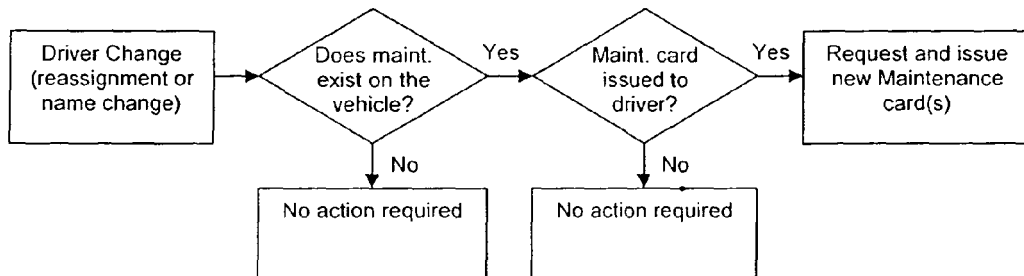 Driver Change
(reassignment or
name change)
Does maint.
exist on the
vehicle?
Yes
Maint. card
issued to
driver?
Yes
Request and issue
new Maintenance
card(s)
No
No
No action required
No action required